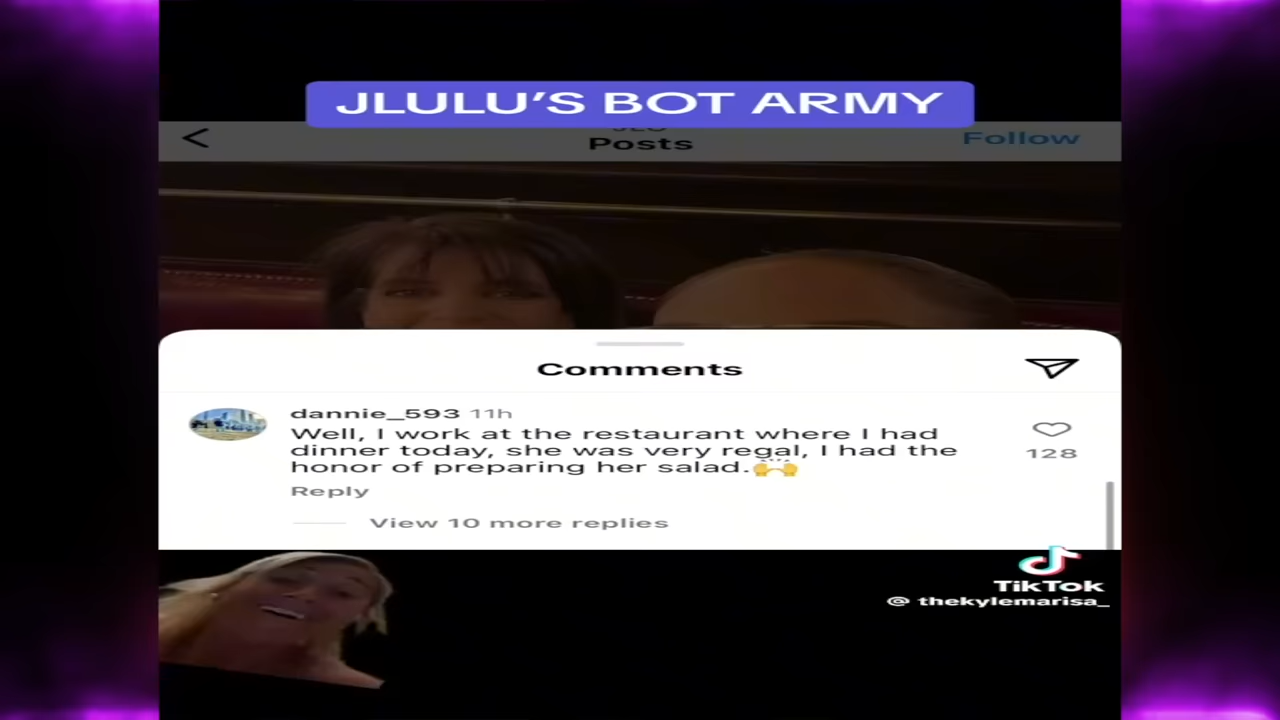 JLULU'S BOT ARMY
Posts
Follow
Comments
dannie_593 11h
Well, I work at the restaurant where I had
dinner today, she was very regal, I had the
honor of preparing her salad.🙌
128
Reply
View 10 more replies
TikTok
@ thekylemarisa_